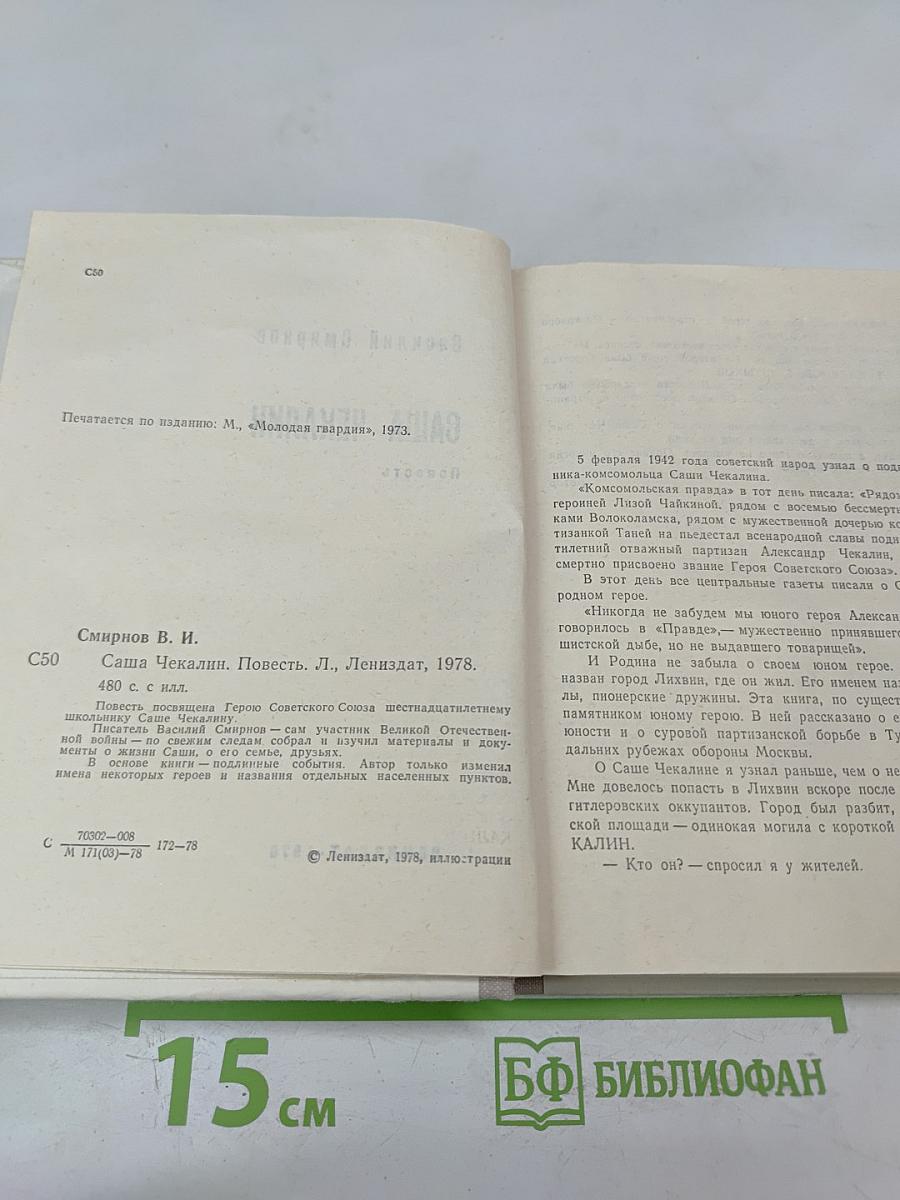 С50
Печатается по изданию: М., «Молодая гвардия», 1973.
Смирнов В. И.
С50 Саша Чекалин. Повесть. Л., Лениздат, 1978.
480 с. с илл.
Повесть посвящена Герою Советского Союза шестнадцатилетнему
школьнику Саше Чекалину.
Писатель Василий Смирнов — сам участник Великой Отечествен-
ной войны — по свежим следам собрал и изучил материалы и доку-
менты о жизни Саши, о его семье, друзьях.
В основе книги — подлинные события. Автор только изменил
имена некоторых героев и названия отдельных населенных пунктов.
С 70302—008
М 171(03)—78 172—78
© Лениздат, 1978, иллюстрации
5 февраля 1942 года советский народ узнал о подв
ника-комсомольца Саши Чекалина.
«Комсомольская правда» в тот день писала: «Рядом
героиней Лизой Чайкиной, рядом с восемью бессмертн
ками Волоколамска, рядом с мужественной дочерью ко
тизанкой Таней на пьедестал всенародной славы подн
тилетний отважный партизан Александр Чекалин,
смертно присвоено звание Героя Советского Союза».
В этот день все центральные газеты писали о С
родном герое.
«Никогда не забудем мы юного героя Алексан
говорилось в «Правде»,— мужественно принявшего
шистской дыбе, но не выдавшего товарищей».
И Родина не забыла о своем юном герое.
назван город Лихвин, где он жил. Его именем наз
лы, пионерские дружины. Эта книга, по существ
памятником юному герою. В ней рассказано о е
юности и о суровой партизанской борьбе в Ту
дальних рубежах обороны Москвы.
О Саше Чекалине я узнал раньше, чем о не
Мне довелось попасть в Лихвин вскоре после
гитлеровских оккупантов. Город был разбит,
ской площади — одинокая могила с короткой
КАЛИН.
— Кто он? — спросил я у жителей.
15 см
БФ БИБЛИОФАН